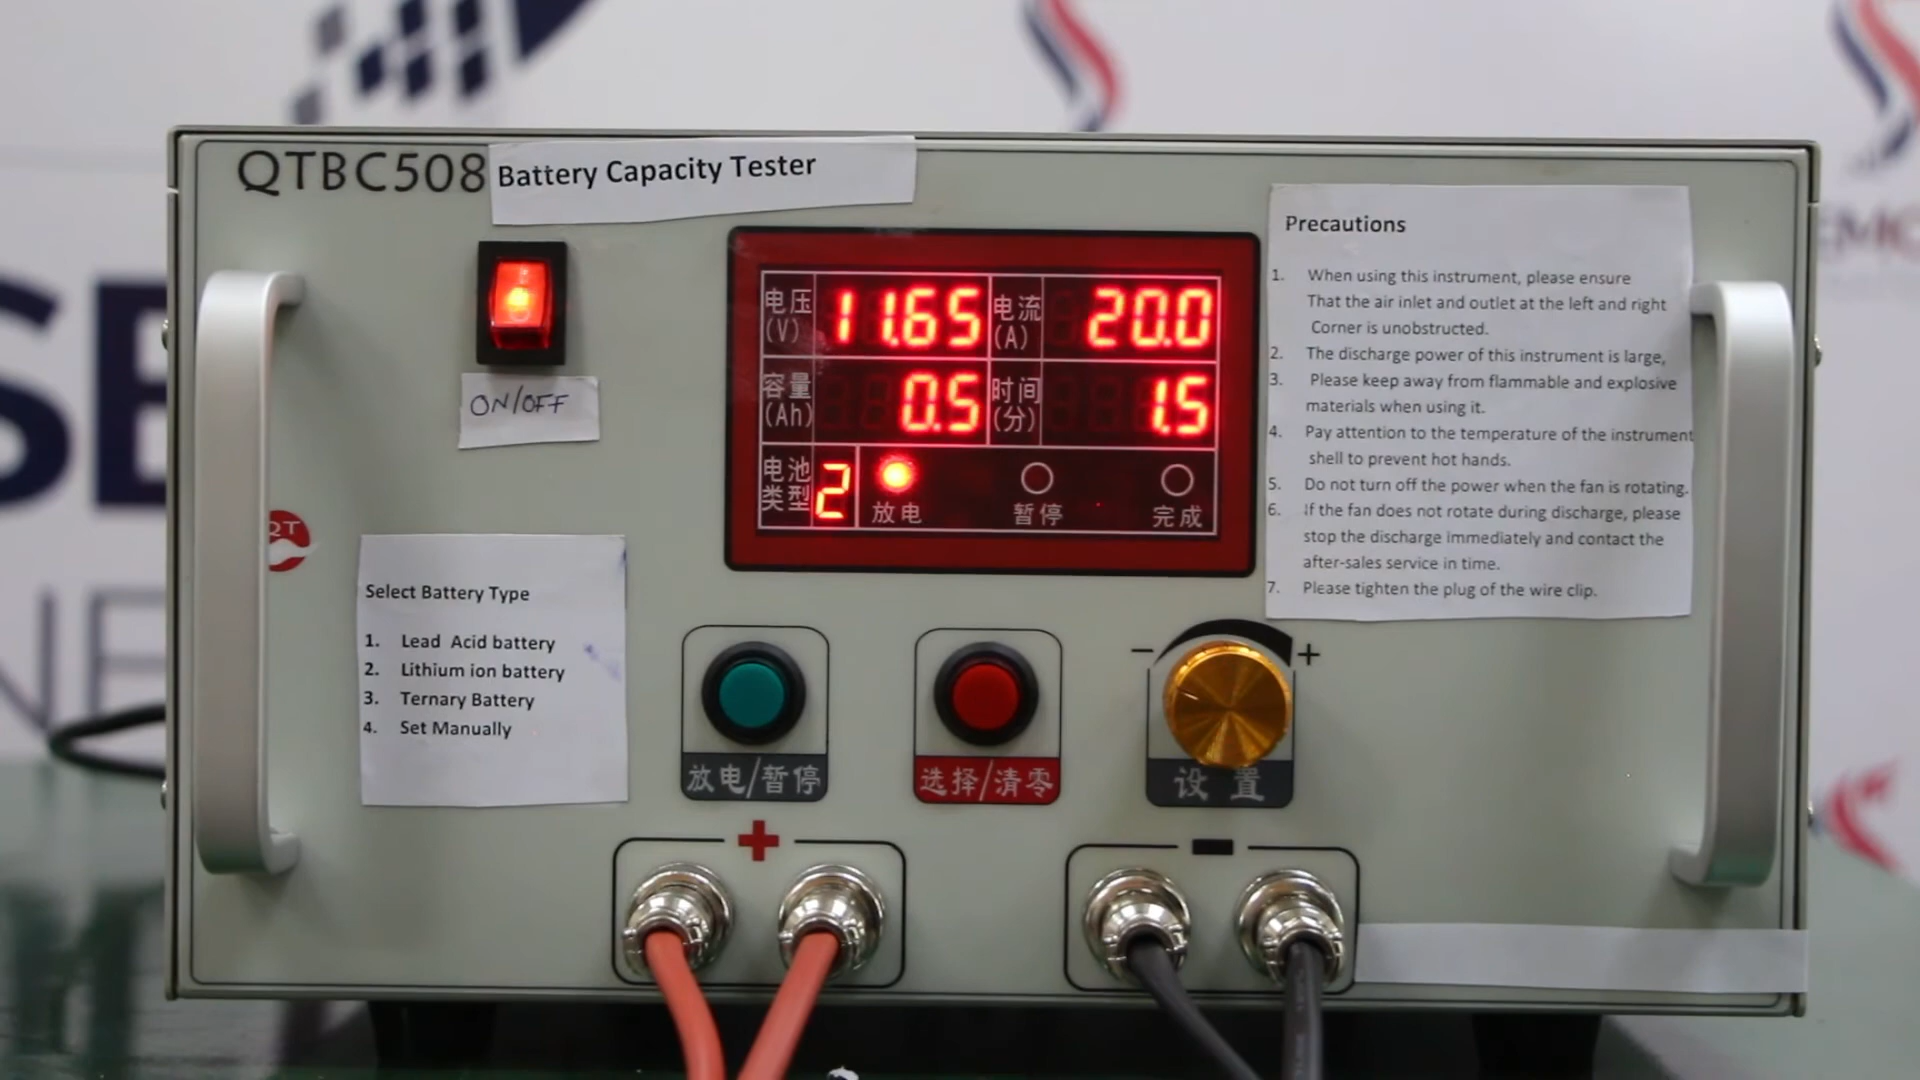 QTBC508
Battery Capacity Tester
ON/OFF
电压
(V)
11.65
电流
(A)
20.0
容量
(Ah)
0.5
时间
(分)
1.5
电池
类型
2
放电
暂停
完成
Precautions
1. When using this instrument, please ensure
That the air inlet and outlet at the left and right
Corner is unobstructed.
2. The discharge power of this instrument is large,
3. Please keep away from flammable and explosive
materials when using it.
4. Pay attention to the temperature of the instrument
shell to prevent hot hands.
5. Do not turn off the power when the fan is rotating.
6. If the fan does not rotate during discharge, please
stop the discharge immediately and contact the
after-sales service in time.
7. Please tighten the plug of the wire clip.
QT
Select Battery Type
1. Lead Acid battery
2. Lithium ion battery
3. Ternary Battery
4. Set Manually
放电/暂停
选择/清零
- +
设置
+
-
SE
NE